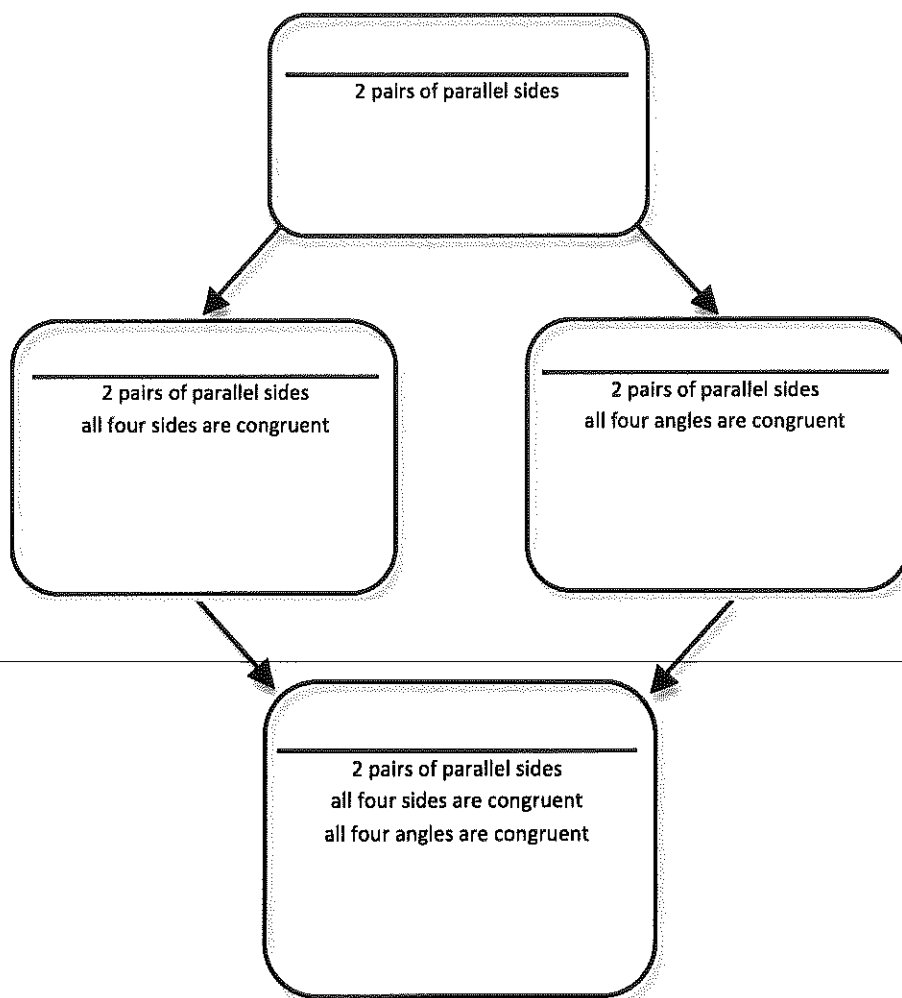 2 pairs of parallel sides
2 pairs of parallel sides
all four sides are congruent
2 pairs of parallel sides
all four angles are congruent
2 pairs of parallel sides
all four sides are congruent
all four angles are congruent